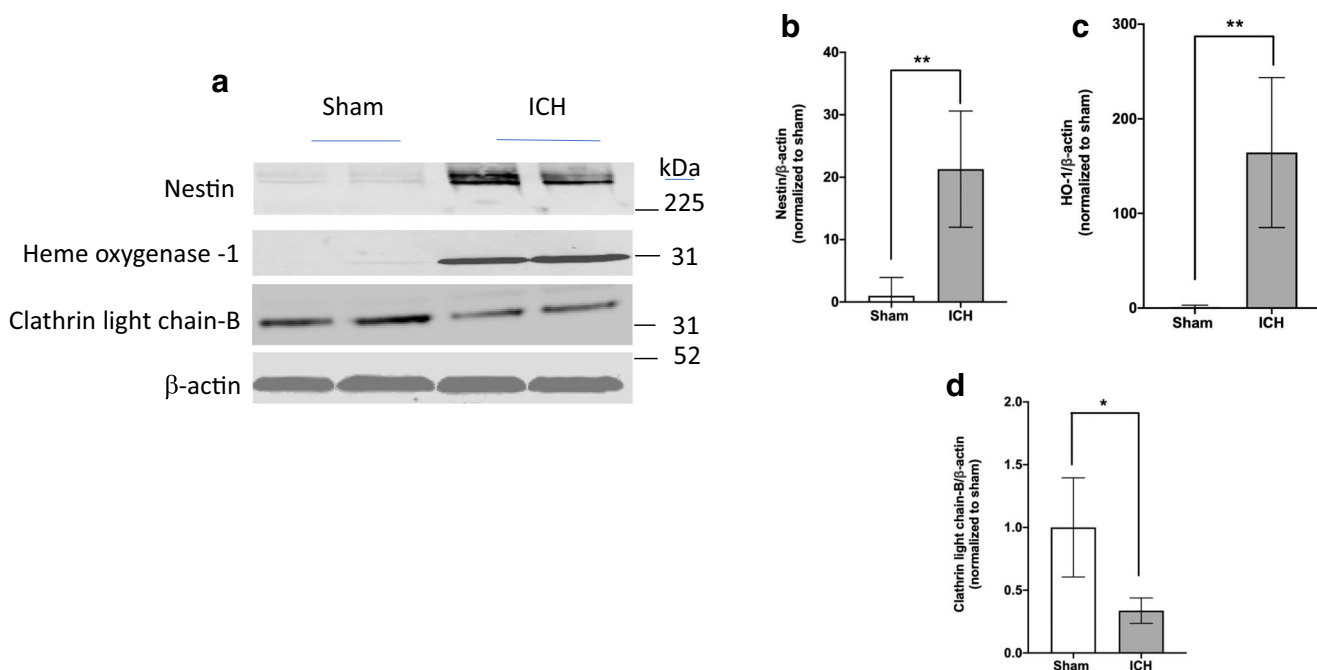 a
Sham ICH
kDa
Nestin
225
Heme oxygenase -1
31
Clathrin light chain-B
31
52
β-actin
b
**
Nestin/β-actin
(normalized to sham)
40
30
20
10
0
Sham ICH
c
**
HO-1/β-actin
(normalized to sham)
300
200
100
0
Sham ICH
d
*
Clathrin light chain-B/β-actin
(normalized to sham)
2.0
1.5
1.0
0.5
0.0
Sham ICH